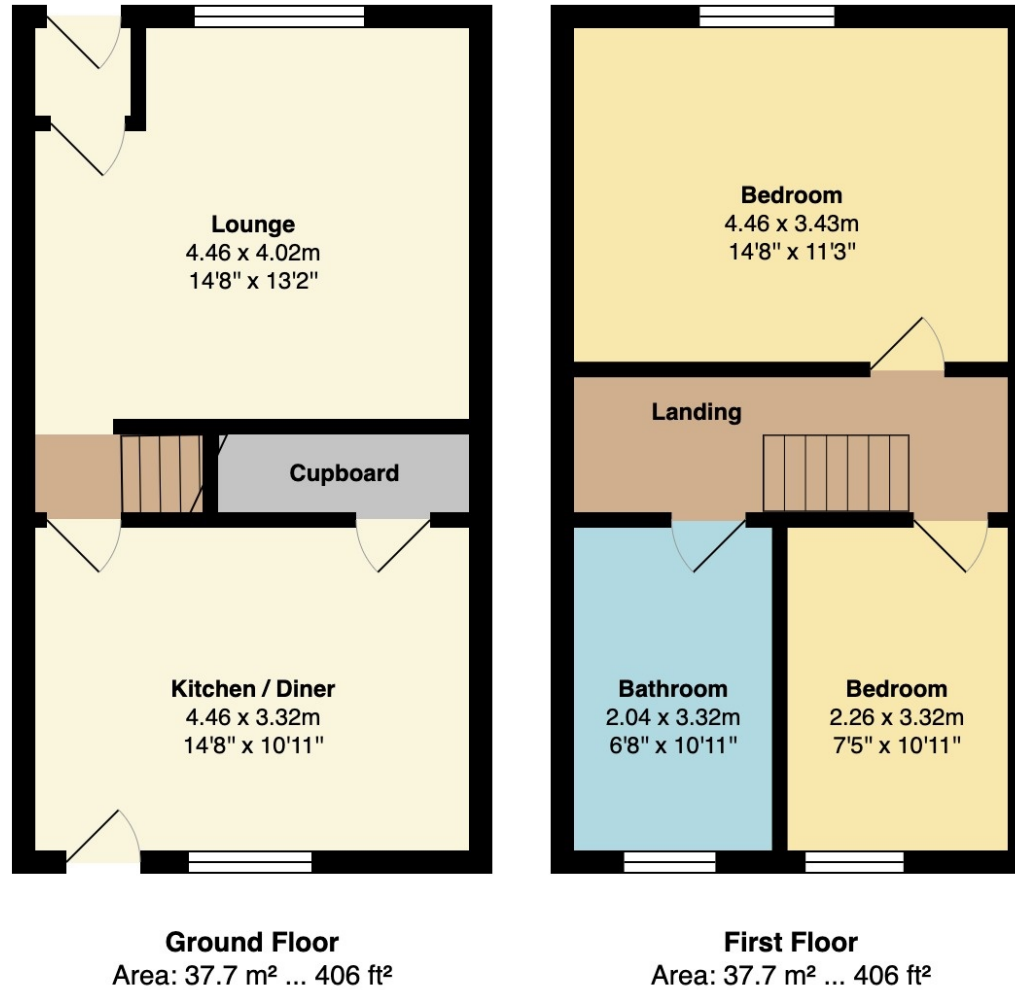 Lounge
4.46 x 4.02m
14'8" x 13'2"
Cupboard
Kitchen / Diner
4.46 x 3.32m
14'8" x 10'11"
Ground Floor
Area: 37.7 m² ... 406 ft²
Bedroom
4.46 x 3.43m
14'8" x 11'3"
Landing
Bathroom
2.04 x 3.32m
6'8" x 10'11"
Bedroom
2.26 x 3.32m
7'5" x 10'11"
First Floor
Area: 37.7 m² ... 406 ft²